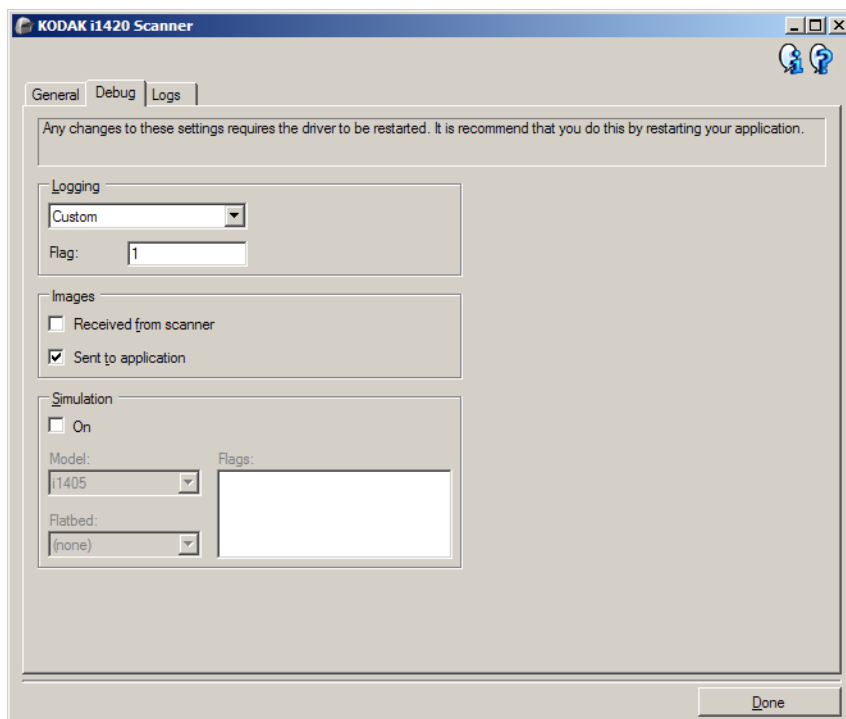 KODAK i1420 Scanner
General Debug Logs
Any changes to these settings requires the driver to be restarted. It is recommend that you do this by restarting your application.
Logging
Custom
Flag: 1
Images
Received from scanner
Sent to application
Simulation
On
Model: Flags:
i1405
Flatbed:
(none)
Done